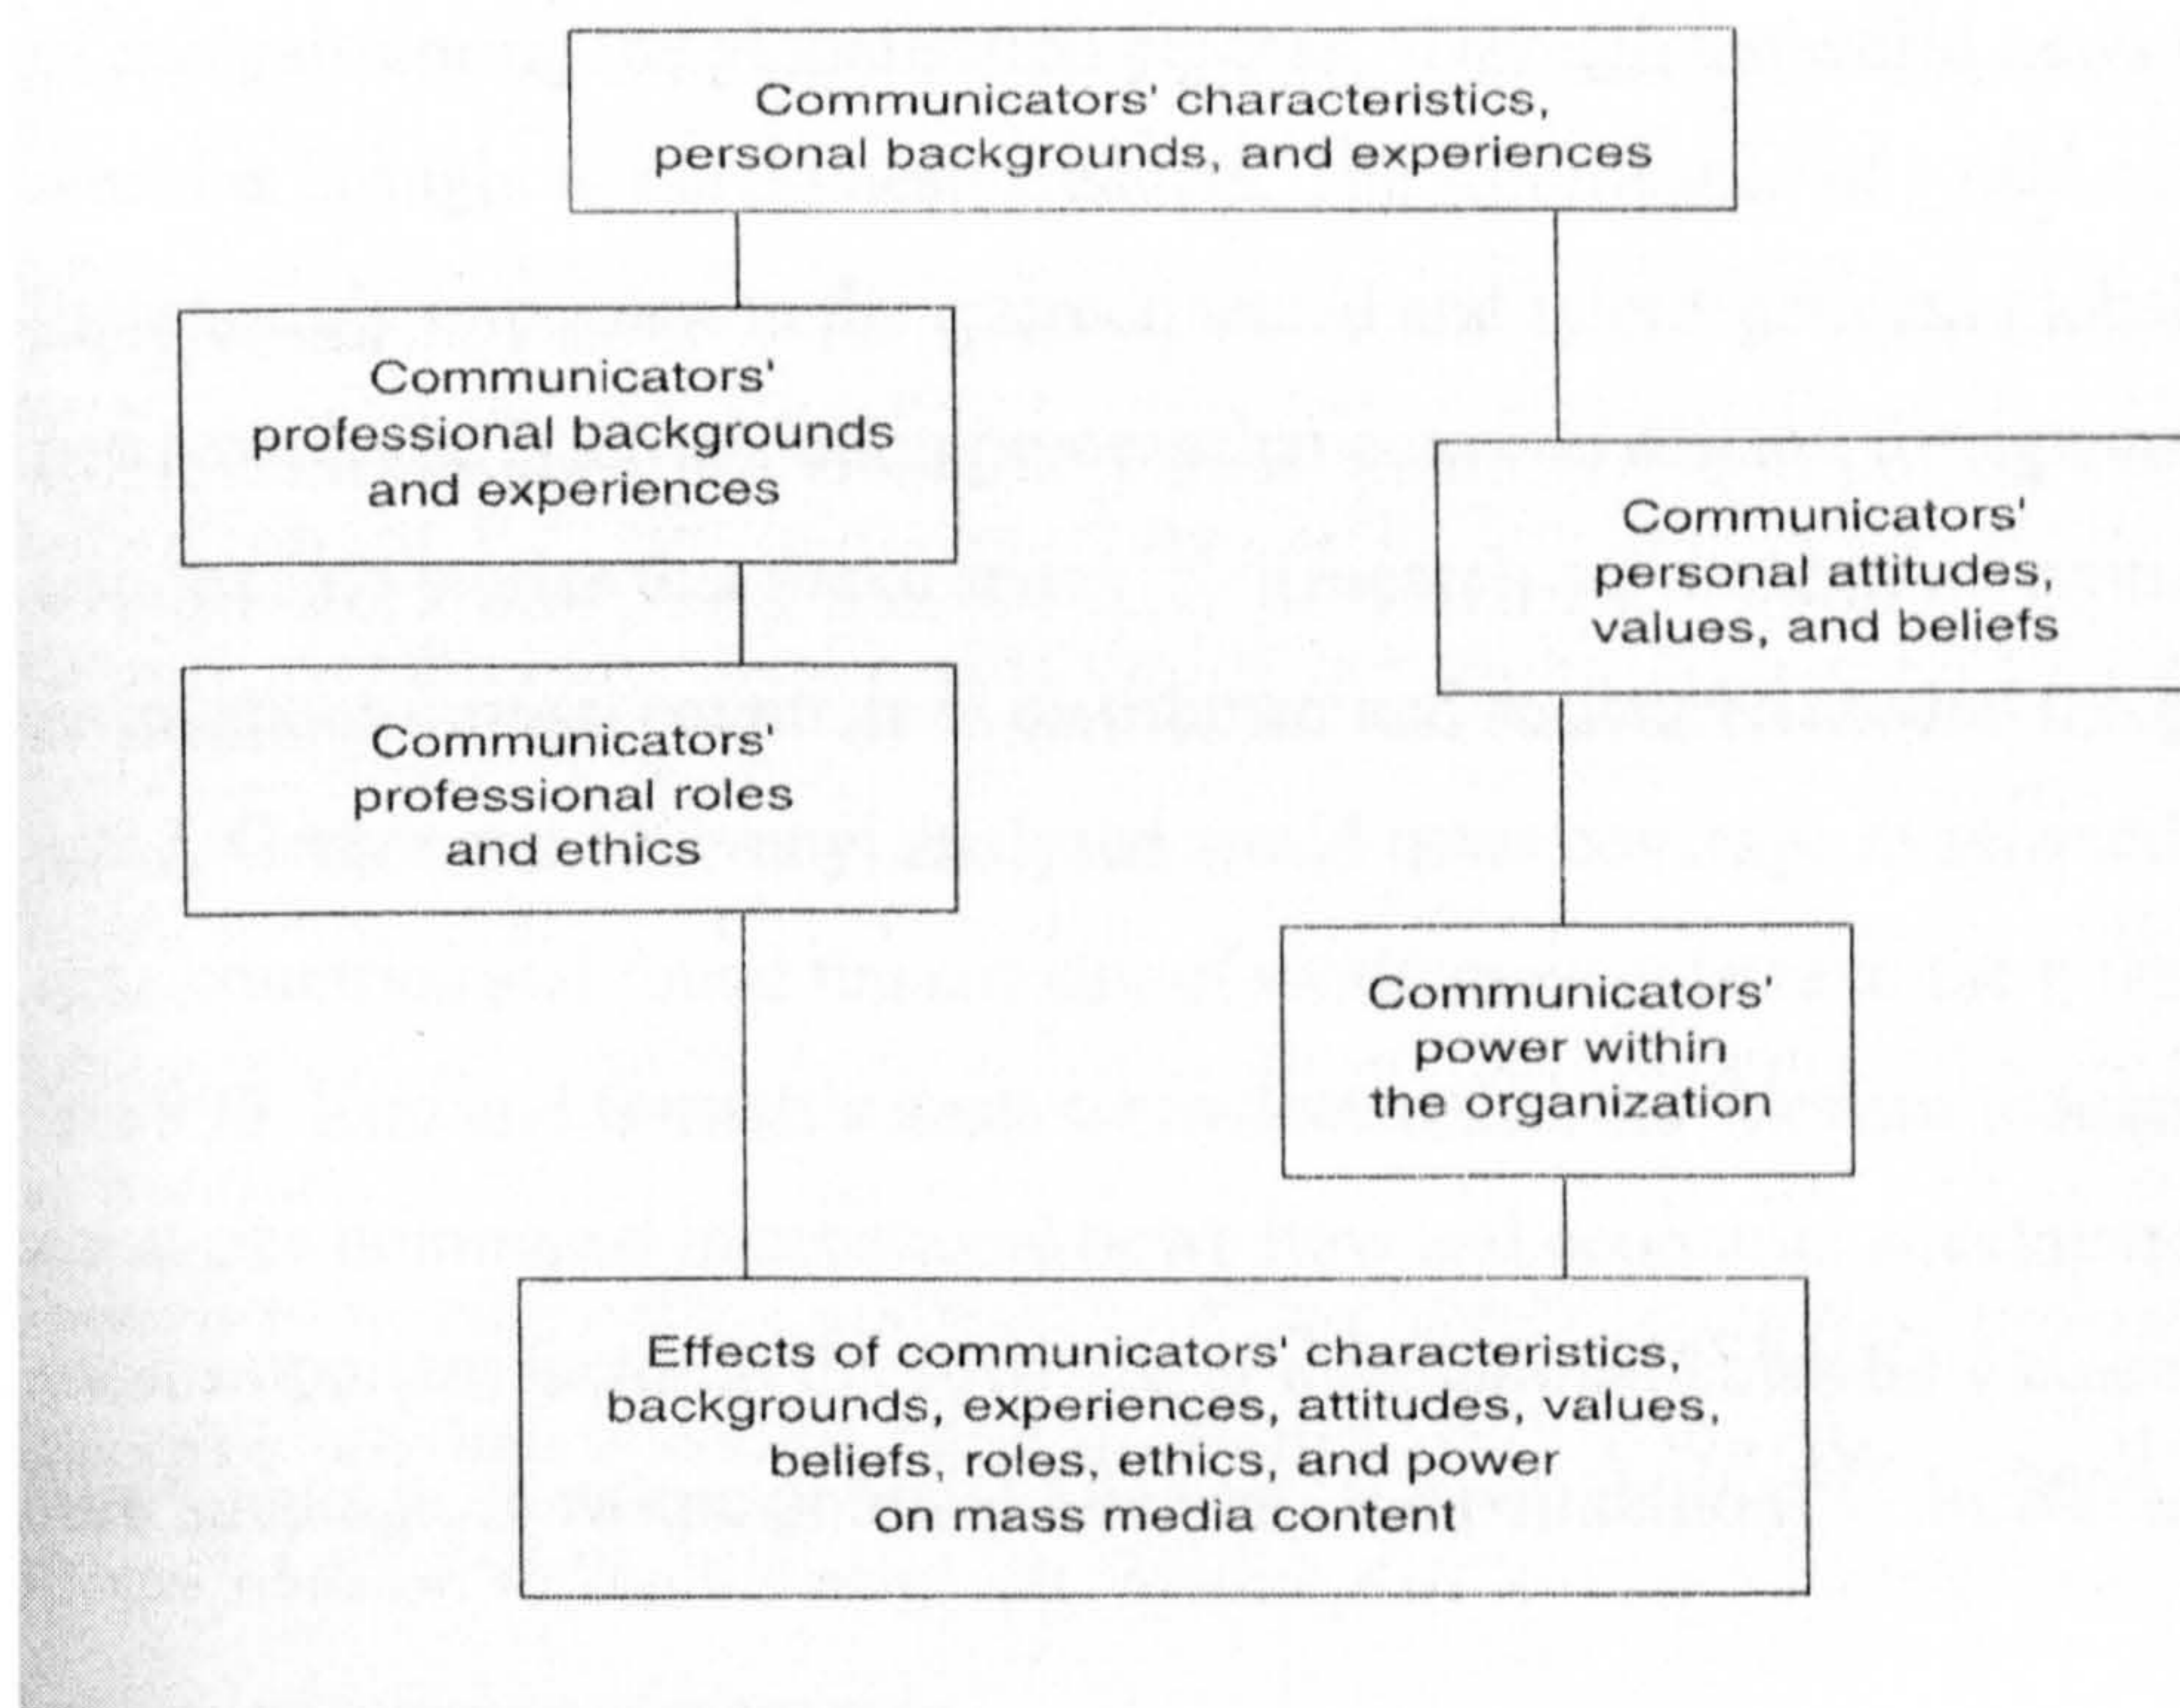 Communicators' characteristics,
personal backgrounds, and experiences
Communicators'
professional backgrounds
and experiences
Communicators'
personal attitudes,
values, and beliefs
Communicators'
professional roles
and ethics
Communicators'
power within
the organization
Effects of communicators' characteristics,
backgrounds, experiences, attitudes, values,
beliefs, roles, ethics, and power
on mass media content